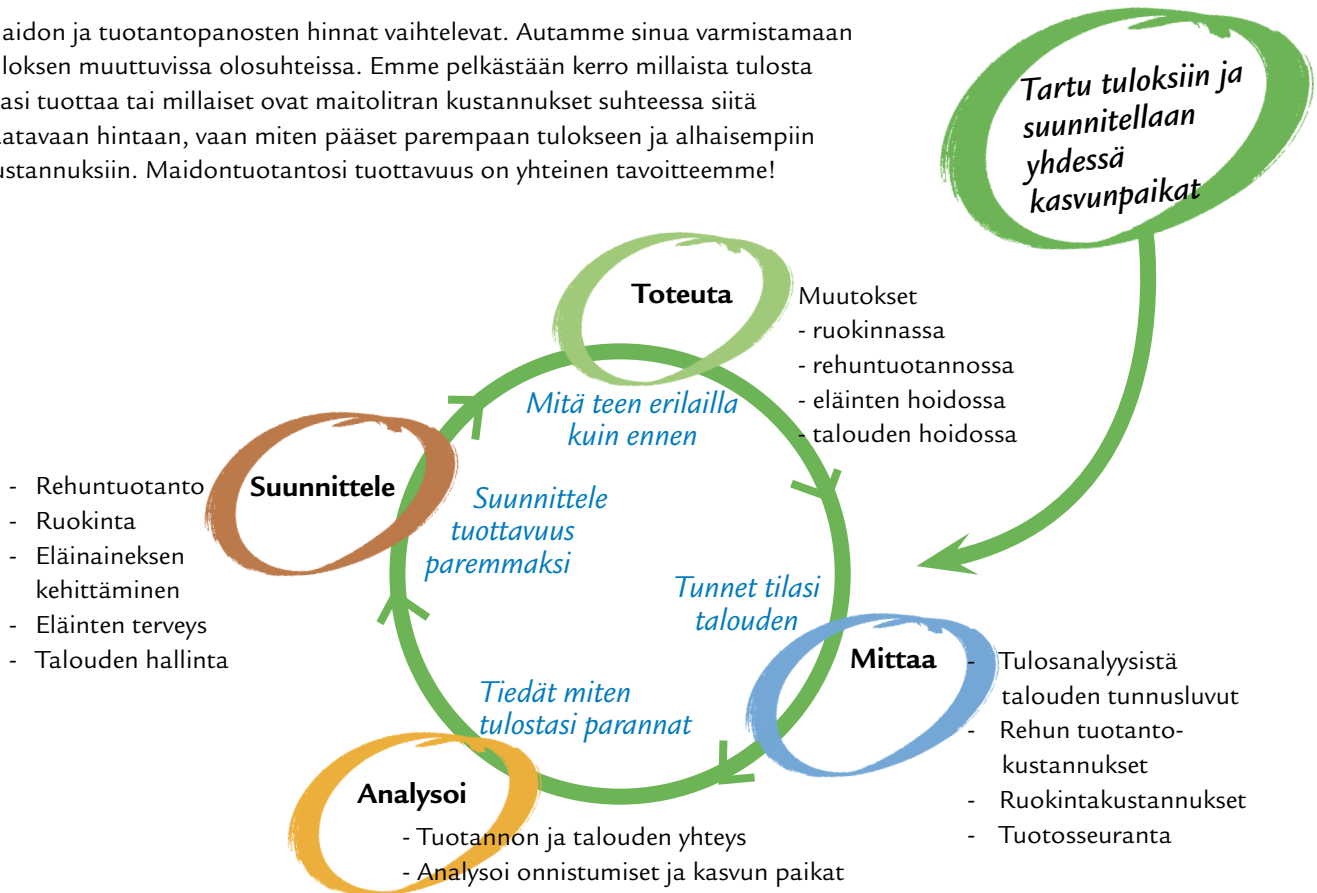 aidon ja tuotantopanosten hinnat vaihtelevat. Autamme sinua varmistamaan
loksen muuttuvissa olosuhteissa. Emme pelkästään kerro millaista tulosta
asi tuottaa tai millaiset ovat maitolitran kustannukset suhteessa siitä
atavaan hintaan, vaan miten pääset parempaan tulokseen ja alhaisempiin
ustannuksiin. Maidontuotantosi tuottavuus on yhteinen tavoitteemme!
Tartu tuloksiin ja
suunnitellaan
yhdessä
kasvunpaikat
Toteuta
Muutokset
- ruokinnassa
- rehuntuotannossa
- eläinten hoidossa
- talouden hoidossa
Mitä teen erilailla
kuin ennen
Suunnittele
- Rehuntuotanto
- Ruokinta
- Eläinaineksen
kehittäminen
- Eläinten terveys
- Talouden hallinta
Suunnittele
tuottavuus
paremmaksi
Tunnet tilasi
talouden
Mittaa
- Tulosanalyysistä
talouden tunnusluvut
- Rehun tuotanto-
kustannukset
- Ruokintakustannukset
- Tuotosseuranta
Tiedät miten
tulostasi parannat
Analysoi
- Tuotannon ja talouden yhteys
- Analysoi onnistumiset ja kasvun paikat